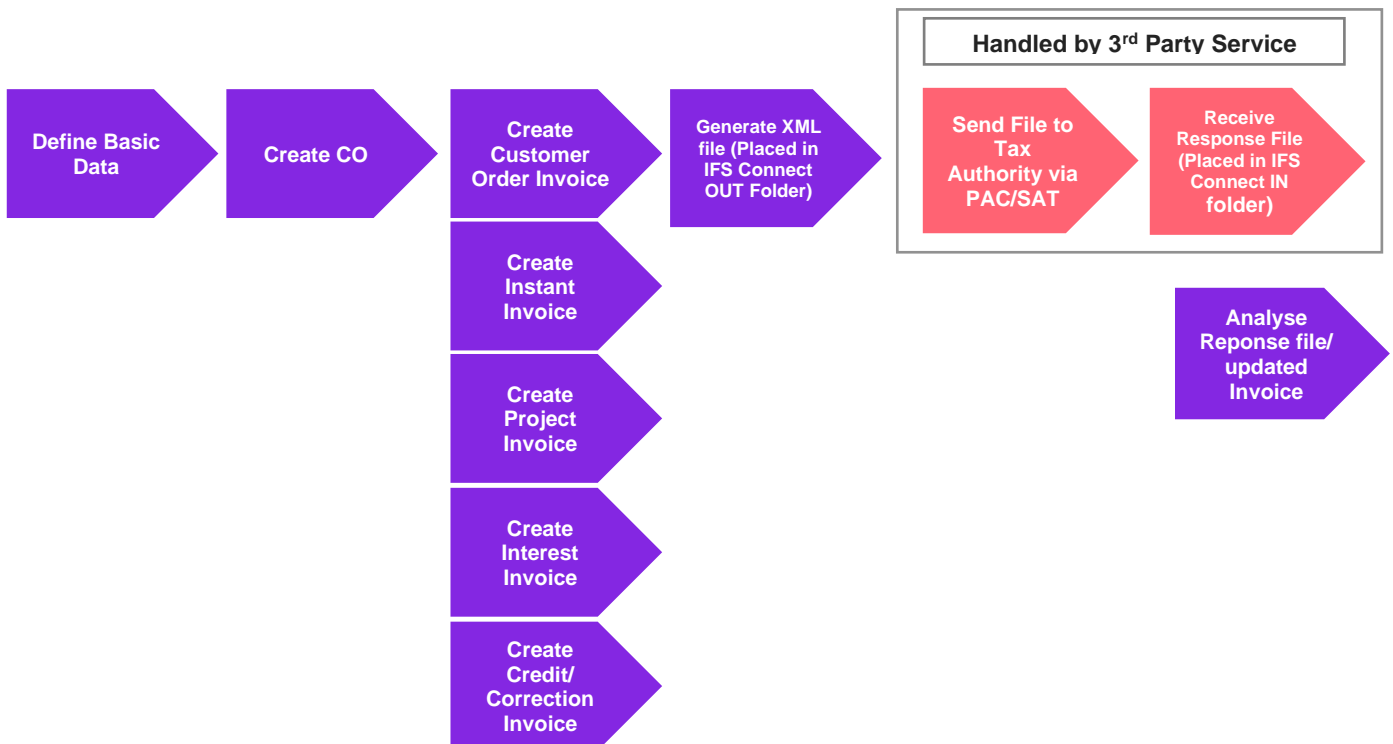 Handled by 3rd Party Service
Define Basic
Data
Create CO
Create
Customer
Order Invoice
Generate XML
file (Placed in
IFS Connect
OUT Folder)
Send File to
Tax
Authority via
PAC/SAT
Receive
Response File
(Placed in IFS
Connect IN
folder)
Create
Instant
Invoice
Analyse
Reponse file/
updated
Invoice
Create
Project
Invoice
Create
Interest
Invoice
Create
Credit/
Correction
Invoice